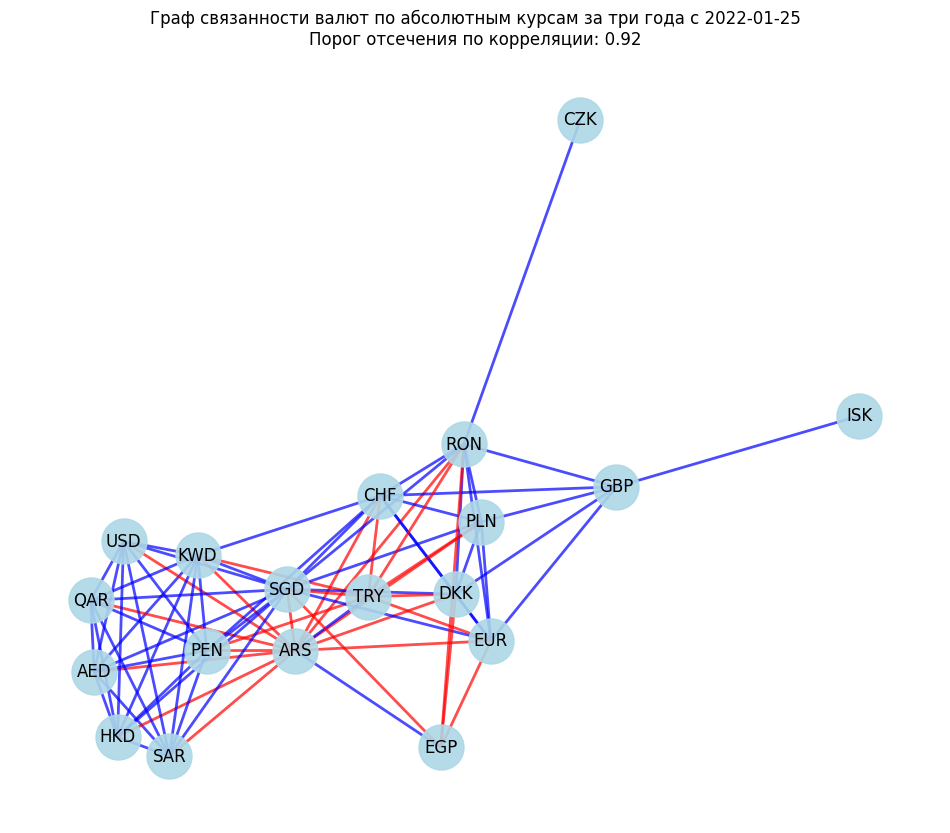 Граф связанности валют по абсолютным курсам за три года с 2022-01-25
Порог отсечения по корреляции: 0.92
CZK
ISK
RON
GBP
CHF
PLN
USD
KWD
SGD
TRY
DKK
QAR
EUR
PEN
ARS
AED
HKD
EGP
SAR